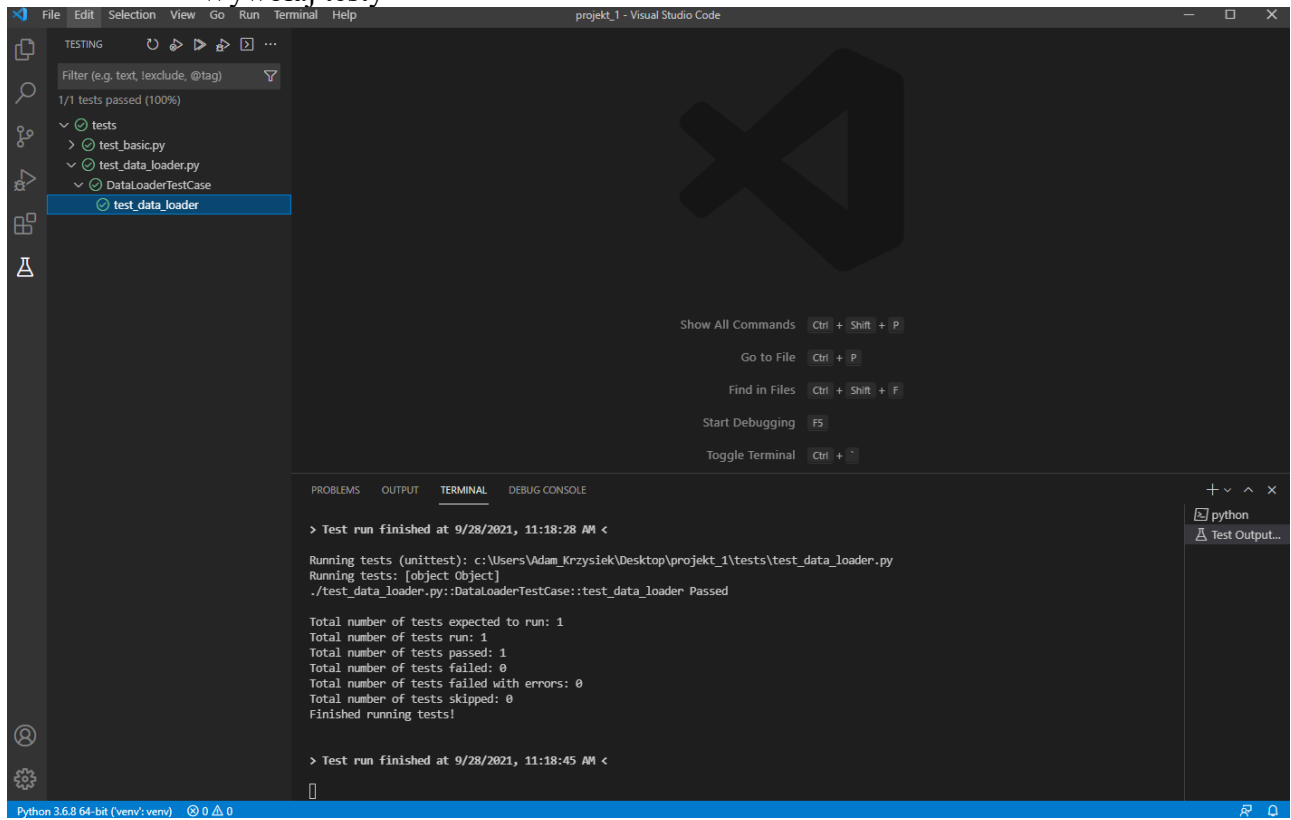 Wywołaj testy
File Edit Selection View Go Run Terminal Help
projekt_1 - Visual Studio Code
TESTING
Filter (e.g. text, !exclude, @tag)
1/1 tests passed (100%)
tests
test_basic.py
test_data_loader.py
DataLoaderTestCase
test_data_loader
Show All Commands Ctrl + Shift + P
Go to File Ctrl + P
Find in Files Ctrl + Shift + F
Start Debugging F5
Toggle Terminal Ctrl + `
PROBLEMS OUTPUT TERMINAL DEBUG CONSOLE
python
Test Output...
> Test run finished at 9/28/2021, 11:18:28 AM <
Running tests (unittest): c:\Users\Adam_Krzysiek\Desktop\projekt_1\tests\test_data_loader.py
Running tests: [object Object]
./test_data_loader.py::DataLoaderTestCase::test_data_loader Passed
Total number of tests expected to run: 1
Total number of tests run: 1
Total number of tests passed: 1
Total number of tests failed: 0
Total number of tests failed with errors: 0
Total number of tests skipped: 0
Finished running tests!
> Test run finished at 9/28/2021, 11:18:45 AM <
Python 3.6.8 64-bit ('venv': venv) 0 0